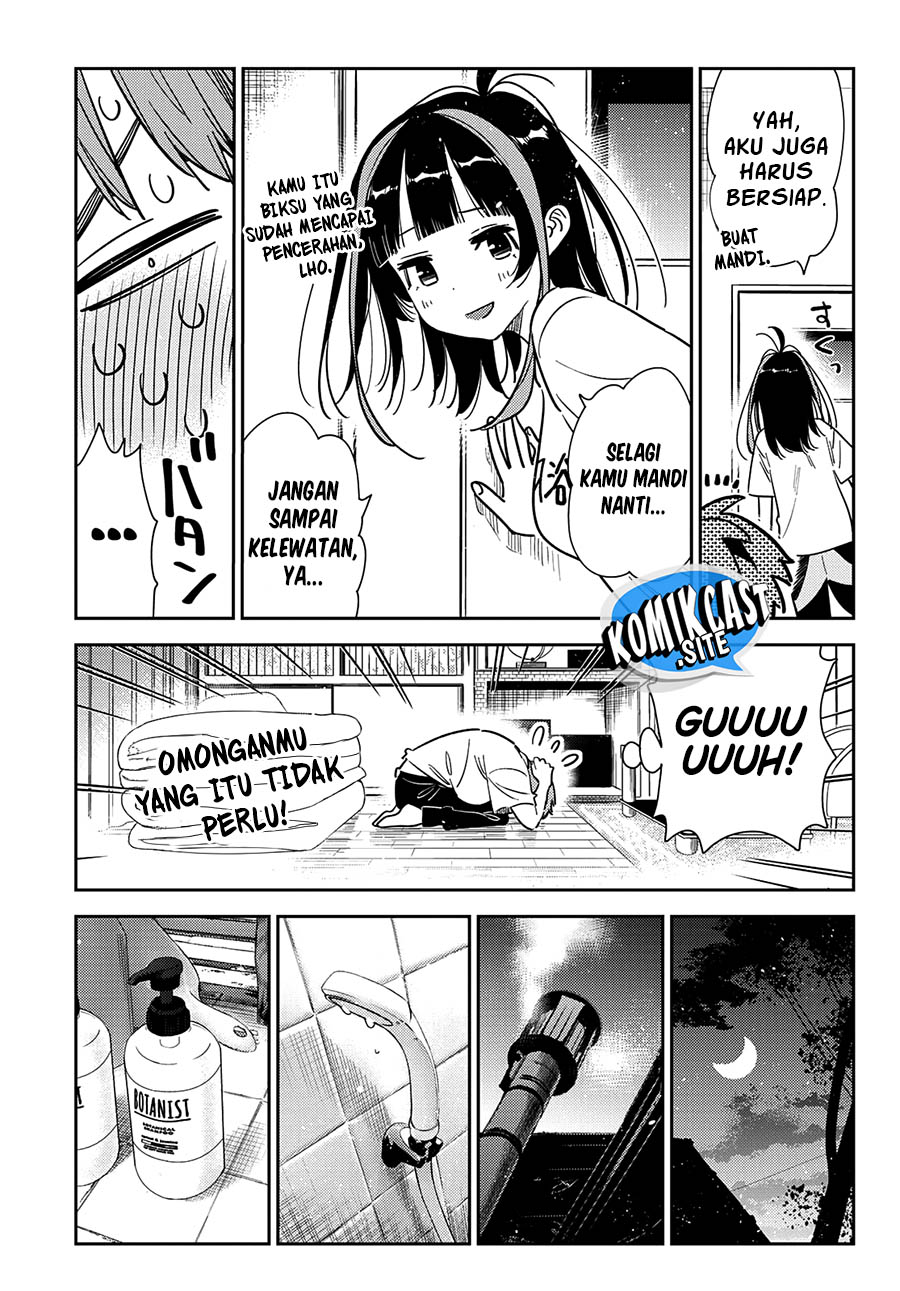 YAH,
AKU JUGA
HARUS
BERSIAP.
BUAT
MANDI.
すくっ
......
SELAGI
KAMU MANDI
NANTI...
浴
KAMU ITU
BIKSU YANG
SUDAH MENCAPAI
PENCERAHAN,
LHO.
JANGAN
SAMPAI
KELEWATAN,
YA...
バタン
...
KOMIKCAST
.SITE
GUUUU
UUUH!
OMONGANMU
YANG ITU TIDAK
PERLU!
BOTANIST
BOTANICAL
SHAMPOO